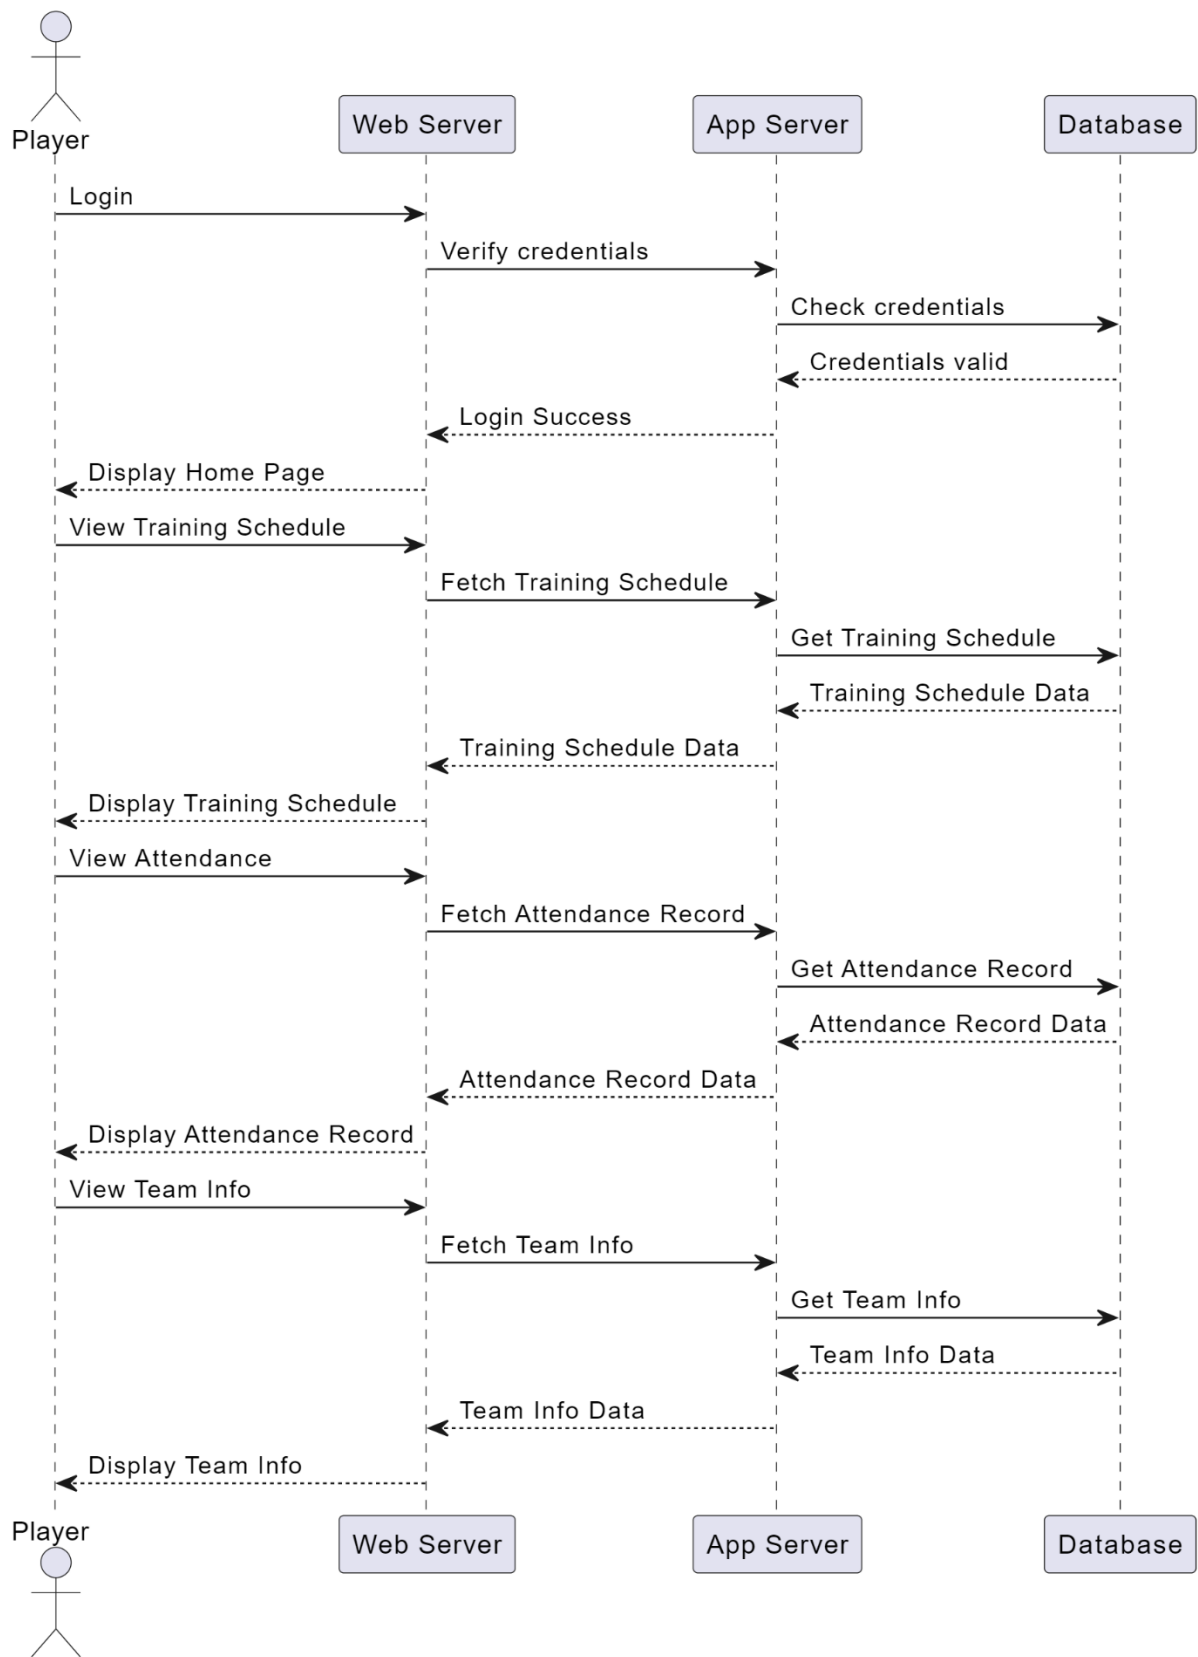 Player
Web Server
App Server
Database
Login
Verify credentials
Check credentials
Credentials valid
Login Success
Display Home Page
View Training Schedule
Fetch Training Schedule
Get Training Schedule
Training Schedule Data
Training Schedule Data
Display Training Schedule
View Attendance
Fetch Attendance Record
Get Attendance Record
Attendance Record Data
Attendance Record Data
Display Attendance Record
View Team Info
Fetch Team Info
Get Team Info
Team Info Data
Team Info Data
Display Team Info
Player
Web Server
App Server
Database